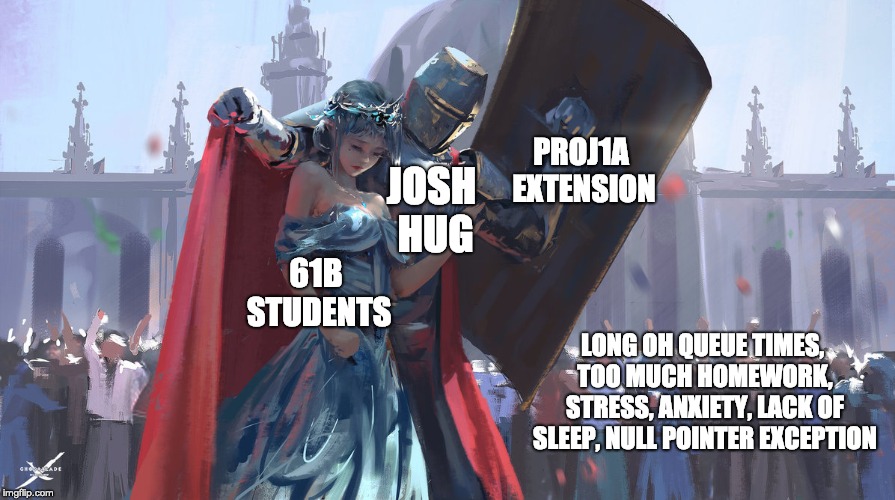 PROJ1A
EXTENSION
JOSH
HUG
61B
STUDENTS
LONG OH QUEUE TIMES,
TOO MUCH HOMEWORK,
STRESS, ANXIETY, LACK OF
SLEEP, NULL POINTER EXCEPTION
imgflip.com